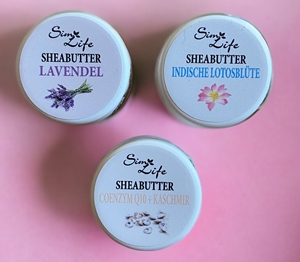 Sim
Life
SHEABUTTER
LAVENDEL
Sim
Life
SHEABUTTER
INDISCHE LOTOSBLÜTE
Sim
Life
SHEABUTTER
COENZYM Q10 + KASCHMIR